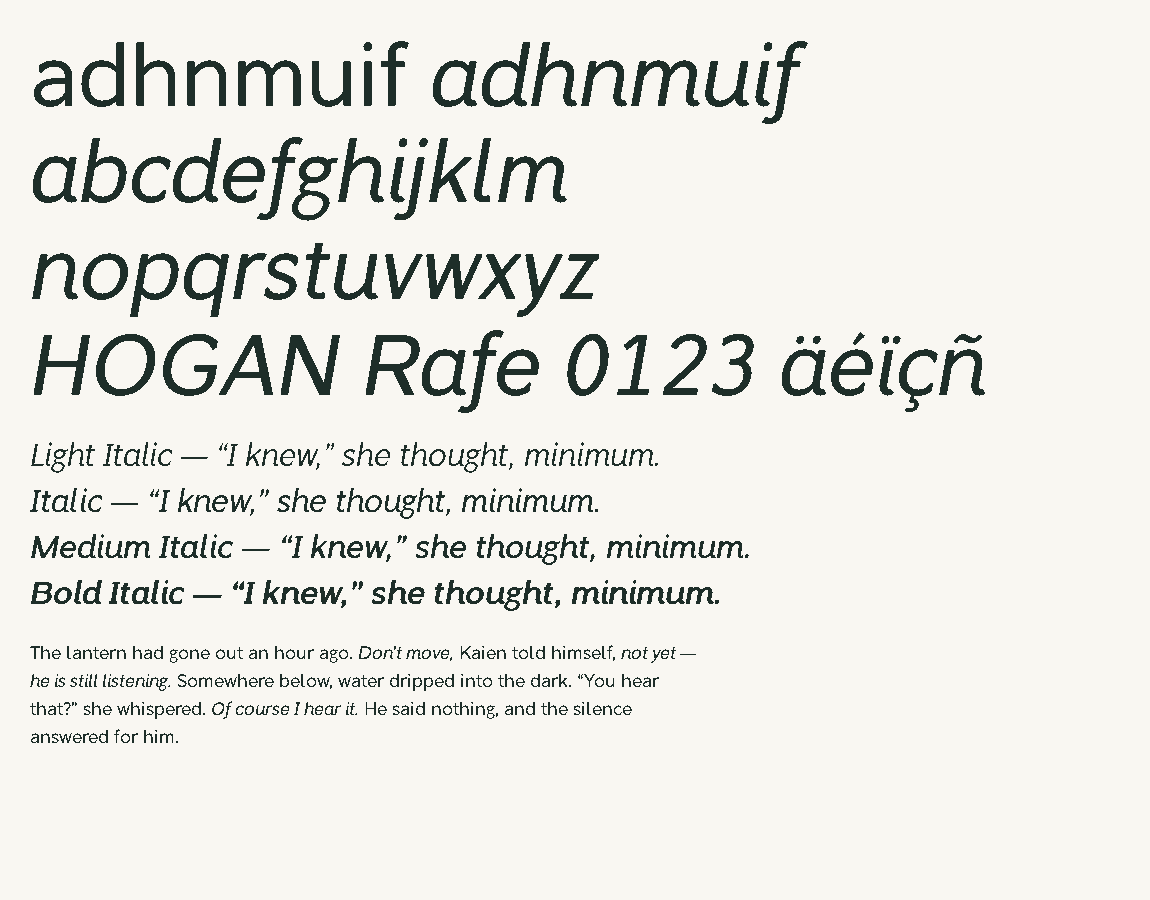 adhnmuif adhnmuif
abcdefghijklm
nopqrstuvwxyz
HOGAN Rafe 0123 äéïçñ
Light Italic — “I knew,” she thought, minimum.
Italic — “I knew,” she thought, minimum.
Medium Italic — “I knew,” she thought, minimum.
Bold Italic — “I knew,” she thought, minimum.
The lantern had gone out an hour ago. Don't move, Kaien told himself, not yet —
he is still listening. Somewhere below, water dripped into the dark. “You hear
that?” she whispered. Of course I hear it. He said nothing, and the silence
answered for him.